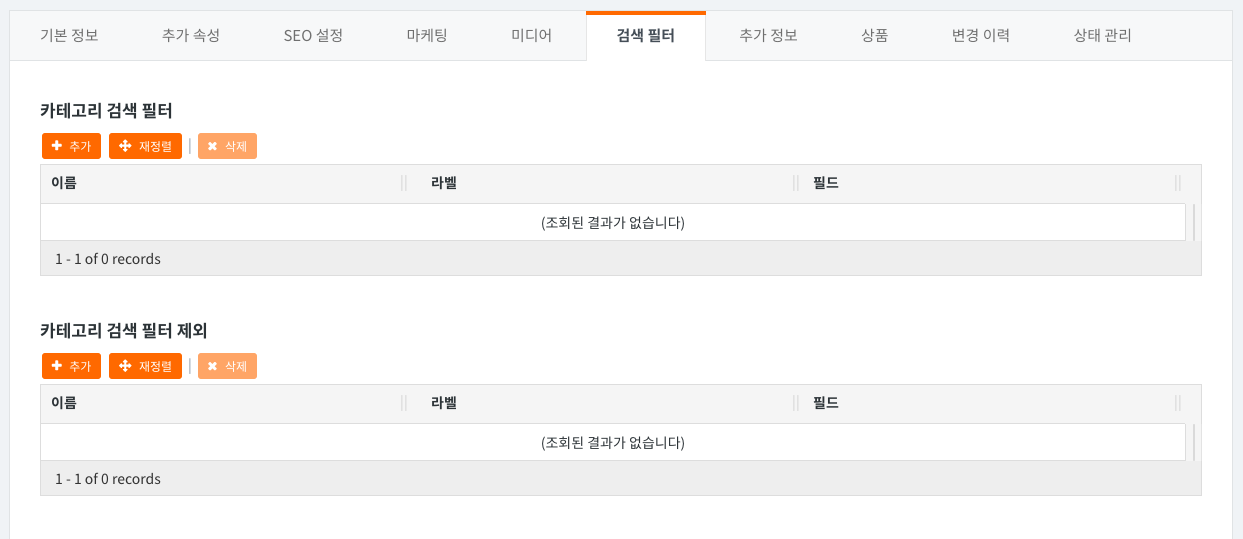 기본 정보 추가 속성 SEO 설정 마케팅 미디어 검색 필터 추가 정보 상품 변경 이력 상태 관리
카테고리 검색 필터
추가 재정렬 | 삭제
이름 라벨 필드
(조회된 결과가 없습니다)
1 - 1 of 0 records
카테고리 검색 필터 제외
추가 재정렬 | 삭제
이름 라벨 필드
(조회된 결과가 없습니다)
1 - 1 of 0 records